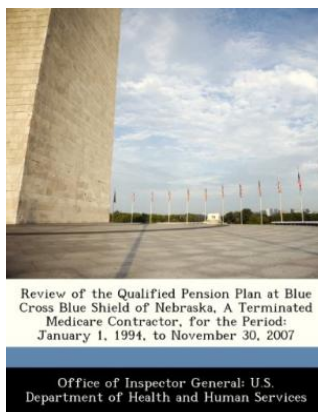 Review of the Qualified Pension Plan at Blue
Cross Blue Shield of Nebraska, A Terminated
Medicare Contractor, for the Period:
January 1, 1994, to November 30, 2007
Office of Inspector General: U.S.
Department of Health and Human Services